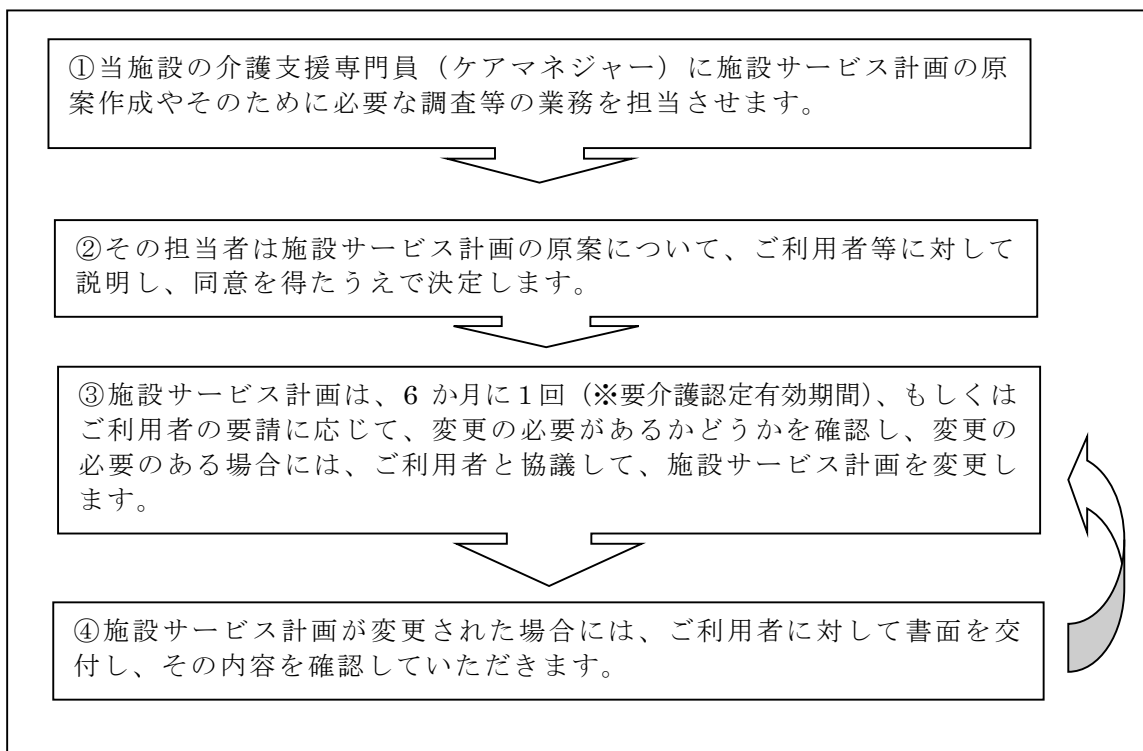 ①当施設の介護支援専門員（ケアマネジャー）に施設サービス計画の原
案作成やそのために必要な調査等の業務を担当させます。
②その担当者は施設サービス計画の原案について、ご利用者等に対して
説明し、同意を得たうえで決定します。
③施設サービス計画は、6 か月に１回（※要介護認定有効期間）、もしくは
ご利用者の要請に応じて、変更の必要があるかどうかを確認し、変更の
必要のある場合には、ご利用者と協議して、施設サービス計画を変更し
ます。
④施設サービス計画が変更された場合には、ご利用者に対して書面を交
付し、その内容を確認していただきます。